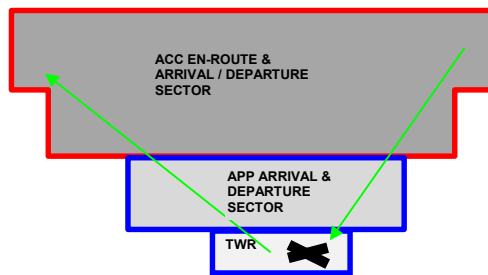 ACC EN-ROUTE &
ARRIVAL / DEPARTURE
SECTOR
APP ARRIVAL &
DEPARTURE
SECTOR
TWR